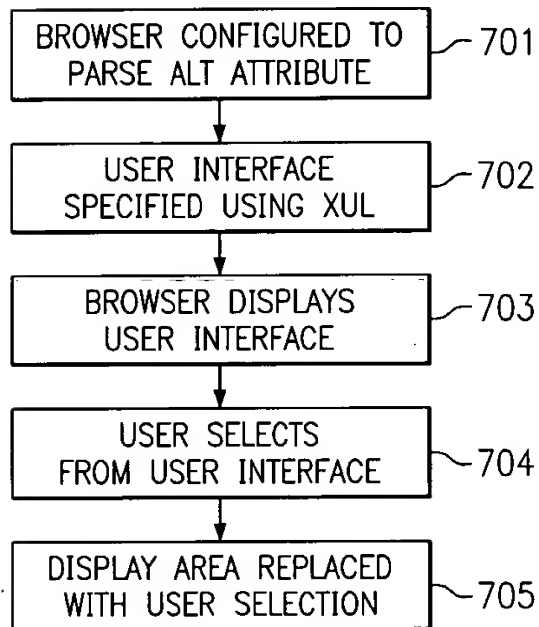 BROWSER CONFIGURED TO
PARSE ALT ATTRIBUTE
701
USER INTERFACE
SPECIFIED USING XUL
702
BROWSER DISPLAYS
USER INTERFACE
703
USER SELECTS
FROM USER INTERFACE
704
DISPLAY AREA REPLACED
WITH USER SELECTION
705